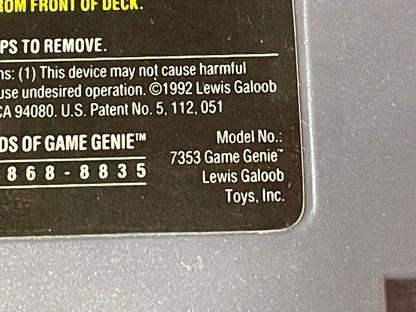 ROM FRONT OF DECK.
PS TO REMOVE.
ns: (1) This device may not cause harmful
use undesired operation. ©1992 Lewis Galoob
CA 94080. U.S. Patent No. 5, 112, 051
DS OF GAME GENIE™
868-8835
Model No.:
7353 Game Genie™
Lewis Galoob
Toys, Inc.